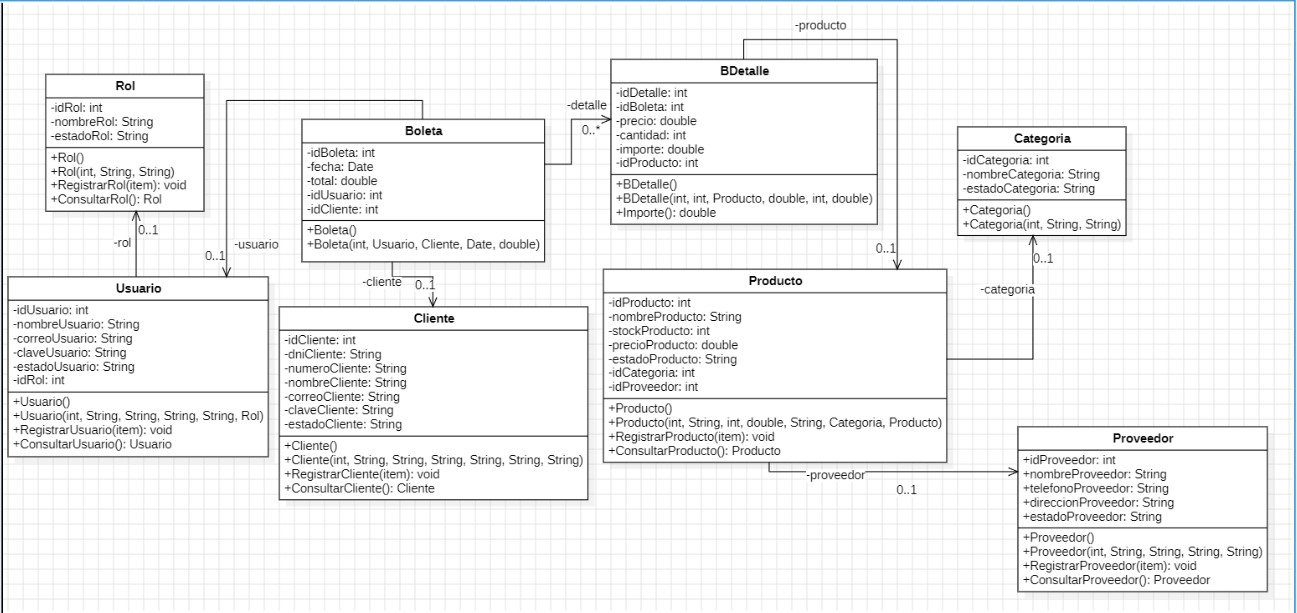 -producto
Rol
-idRol: int
-nombreRol: String
-estadoRol: String
+Rol()
+Rol(int, String, String)
+RegistrarRol(item): void
+ConsultarRol(): Rol
-rol
0..1
Boleta
-idBoleta: int
-fecha: Date
-total: double
-idUsuario: int
-idCliente: int
+Boleta()
+Boleta(int, Usuario, Cliente, Date, double)
-usuario
0..1
-cliente
0..1
-detalle
0..*
BDetalle
-idDetalle: int
-idBoleta: int
-precio: double
-cantidad: int
-importe: double
-idProducto: int
+BDetalle()
+BDetalle(int, int, Producto, double, int, double)
+Importe(): double
0..1
Categoria
-idCategoria: int
-nombreCategoria: String
-estadoCategoria: String
+Categoria()
+Categoria(int, String, String)
0..1
-categoria
Usuario
-idUsuario: int
-nombreUsuario: String
-correoUsuario: String
-claveUsuario: String
-estadoUsuario: String
-idRol: int
+Usuario()
+Usuario(int, String, String, String, String, Rol)
+RegistrarUsuario(item): void
+ConsultarUsuario(): Usuario
Cliente
-idCliente: int
-dniCliente: String
-numeroCliente: String
-nombreCliente: String
-correoCliente: String
-claveCliente: String
-estadoCliente: String
+Cliente()
+Cliente(int, String, String, String, String, String, String)
+RegistrarCliente(item): void
+ConsultarCliente(): Cliente
Producto
-idProducto: int
-nombreProducto: String
-stockProducto: int
-precioProducto: double
-estadoProducto: String
-idCategoria: int
-idProveedor: int
+Producto()
+Producto(int, String, int, double, String, Categoria, Producto)
+RegistrarProducto(item): void
+ConsultarProducto(): Producto
-proveedor
0..1
Proveedor
+idProveedor: int
+nombreProveedor: String
+telefonoProveedor: String
+direccionProveedor: String
+estadoProveedor: String
+Proveedor()
+Proveedor(int, String, String, String, String)
+RegistrarProveedor(item): void
+ConsultarProveedor(): Proveedor